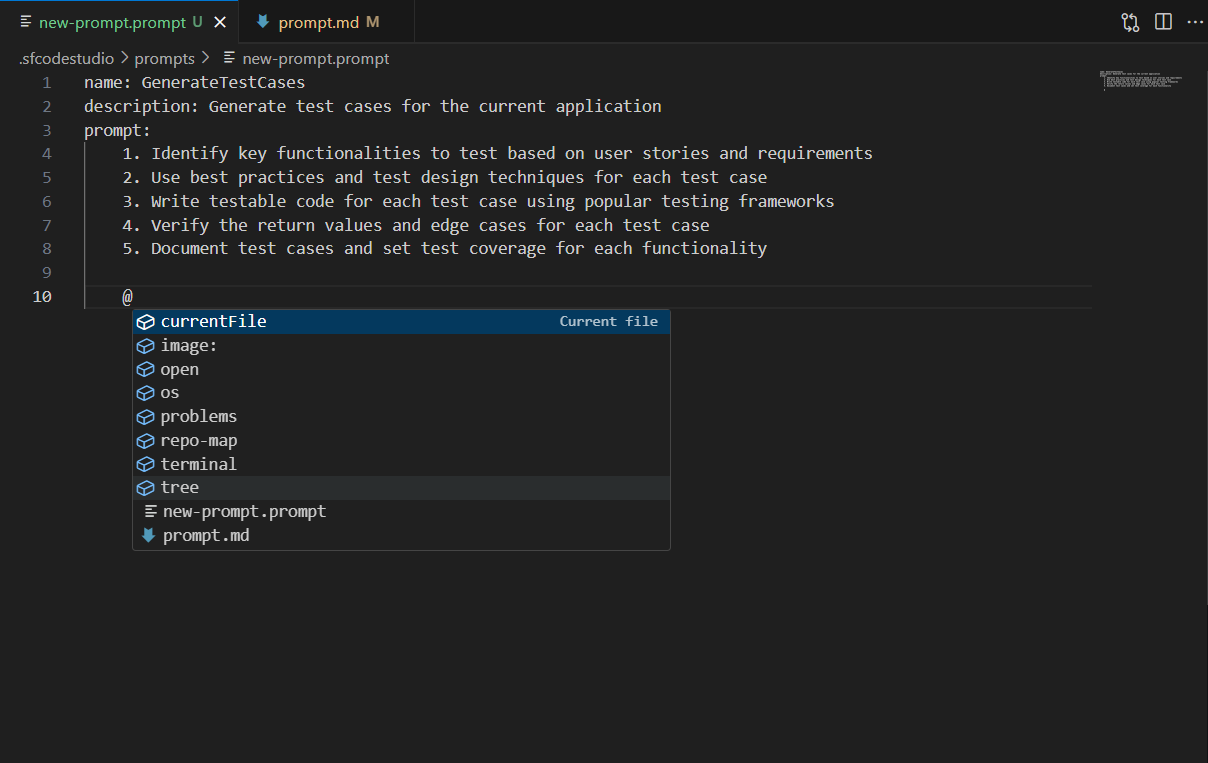 new-prompt.prompt U
prompt.md M
.sfcodestudio > prompts > new-prompt.prompt
1 name: GenerateTestCases
2 description: Generate test cases for the current application
3 prompt:
4 1. Identify key functionalities to test based on user stories and requirements
5 2. Use best practices and test design techniques for each test case
6 3. Write testable code for each test case using popular testing frameworks
7 4. Verify the return values and edge cases for each test case
8 5. Document test cases and set test coverage for each functionality
9
10 @
currentFile Current file
image:
open
os
problems
repo-map
terminal
tree
new-prompt.prompt
prompt.md